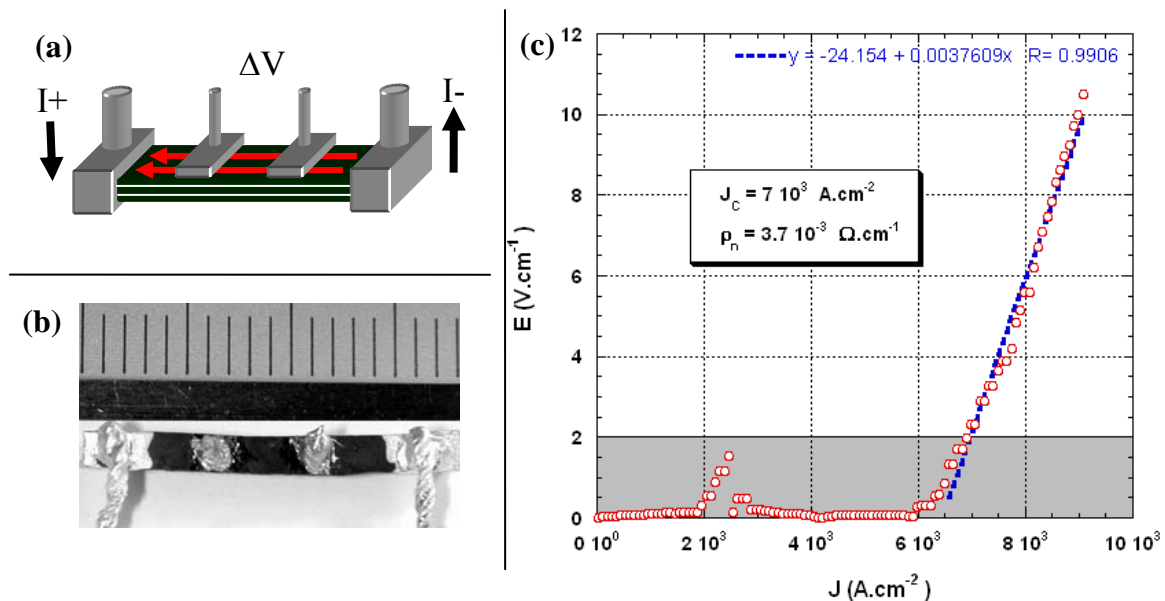 (a)
ΔV
I+
I-
(b)
(c)
y = -24.154 + 0.0037609x R= 0.9906
J_C = 7 10^3 A.cm^-2
ρ_n = 3.7 10^-3 Ω.cm^-1
E (V.cm^-1)
12
10
8
6
4
2
0
0 10^0
2 10^3
4 10^3
6 10^3
8 10^3
10 10^3
J (A.cm^-2)